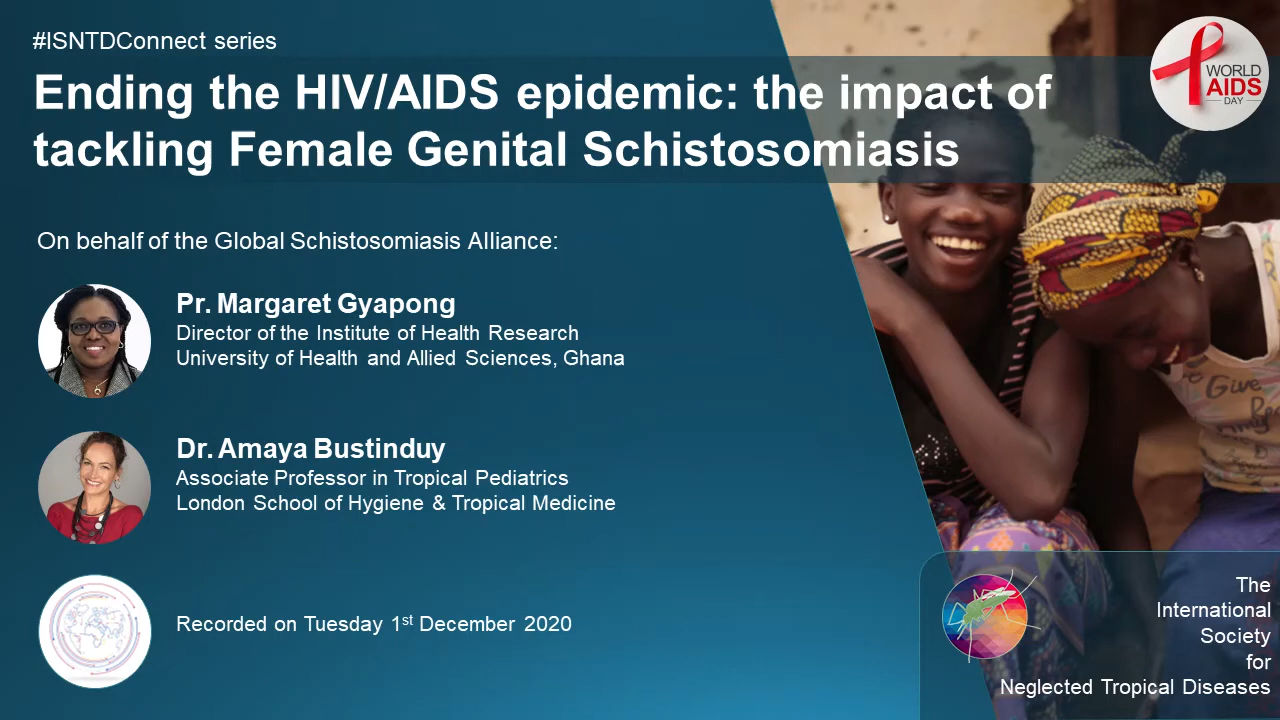 #ISNTDConnect series
Ending the HIV/AIDS epidemic: the impact of
tackling Female Genital Schistosomiasis
WORLD
AIDS
DAY
On behalf of the Global Schistosomiasis Alliance:
Pr. Margaret Gyapong
Director of the Institute of Health Research
University of Health and Allied Sciences, Ghana
Dr. Amaya Bustinduy
Associate Professor in Tropical Pediatrics
London School of Hygiene & Tropical Medicine
Recorded on Tuesday 1st December 2020
Give
The
International
Society
for
Neglected Tropical Diseases